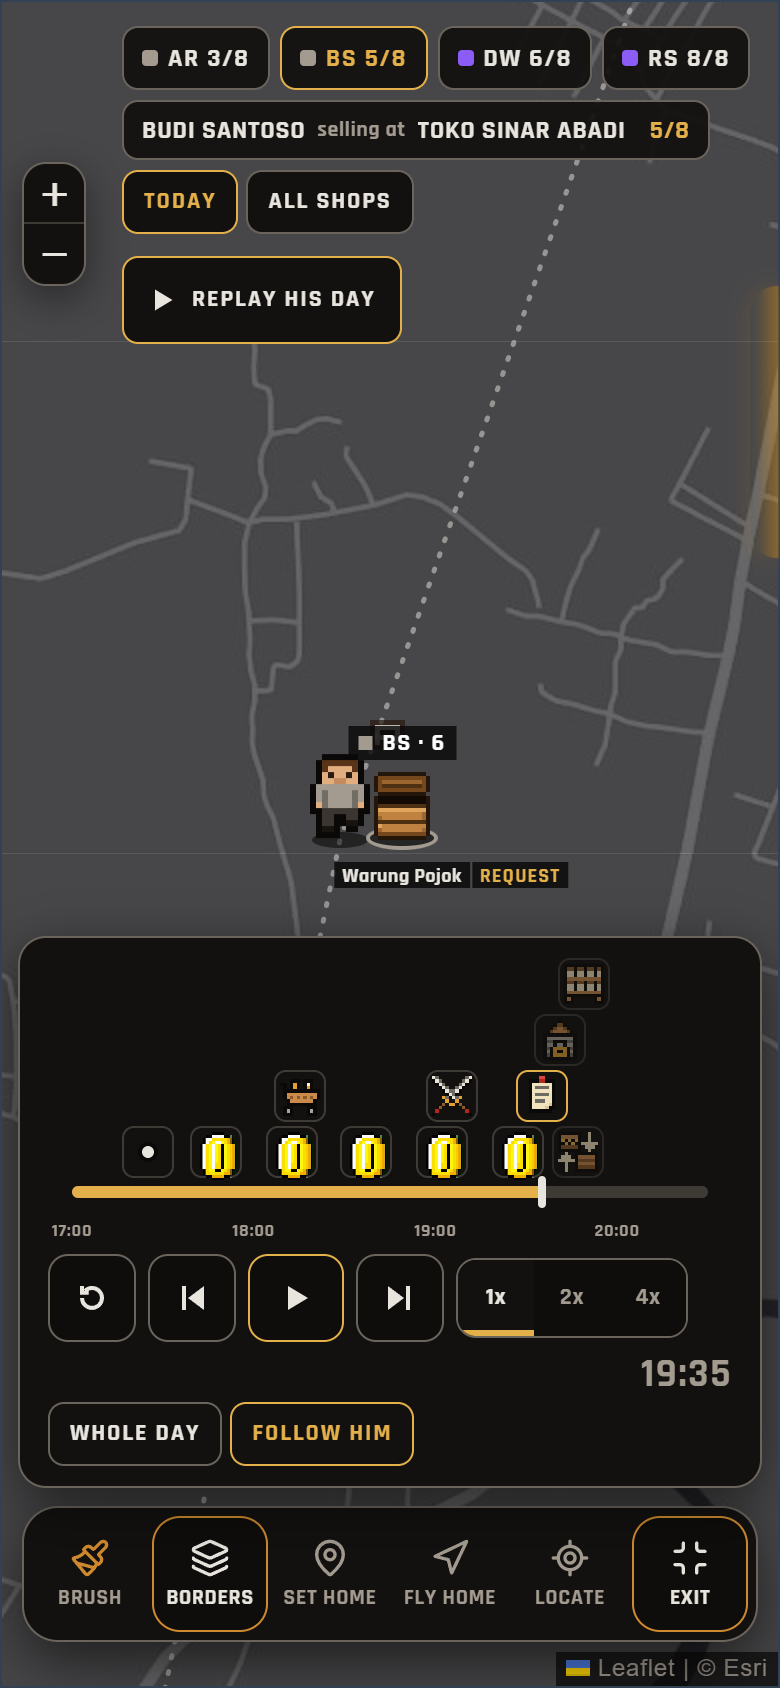 AR 3/8 BS 5/8 DW 6/8 RS 8/8
BUDI SANTOSO selling at TOKO SINAR ABADI 5/8
TODAY ALL SHOPS
REPLAY HIS DAY
BS · 6
Warung Pojok REQUEST
17:00 18:00 19:00 20:00
1x 2x 4x
19:35
WHOLE DAY FOLLOW HIM
BRUSH BORDERS SET HOME FLY HOME LOCATE EXIT
Leaflet | © Esri